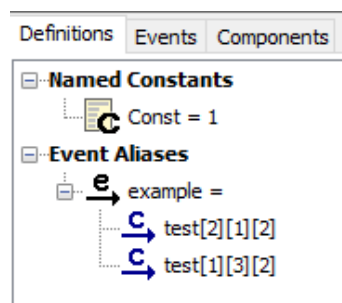 Definitions Events Components
Named Constants
C Const = 1
Event Aliases
e example =
C test[2][1][2]
C test[1][3][2]